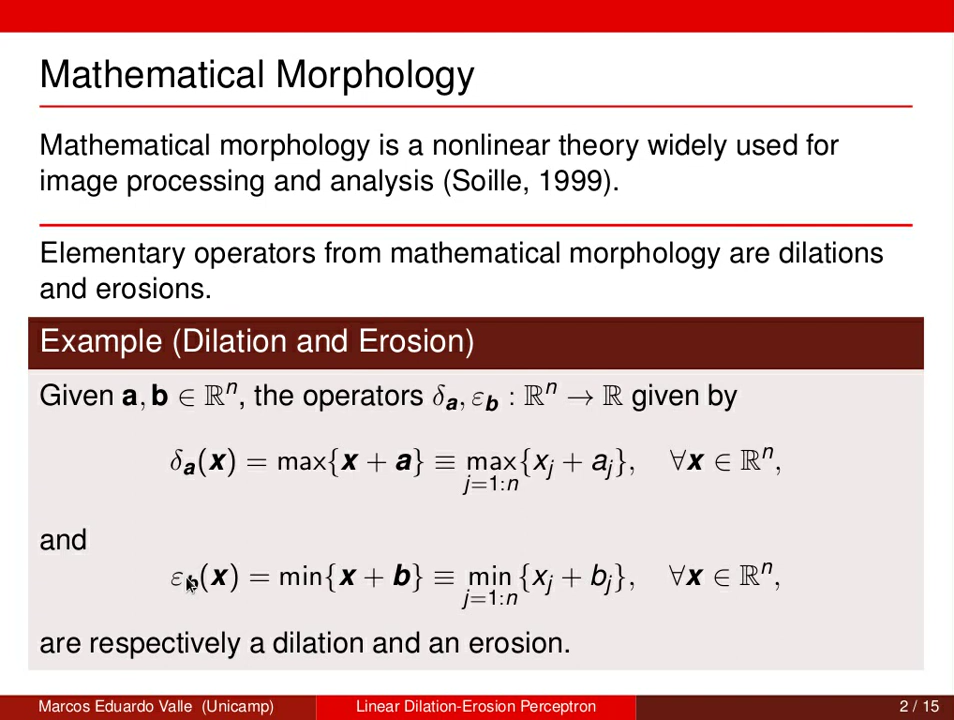 Mathematical Morphology
Mathematical morphology is a nonlinear theory widely used for
image processing and analysis (Soille, 1999).
Elementary operators from mathematical morphology are dilations
and erosions.
Example (Dilation and Erosion)
Given a, b ∈ ℝⁿ, the operators δ_a, ε_b : ℝⁿ → ℝ given by
δ_a(x) = max{x + a} ≡ max_{j=1:n}{x_j + a_j}, ∀x ∈ ℝⁿ,
and
ε_b(x) = min{x + b} ≡ min_{j=1:n}{x_j + b_j}, ∀x ∈ ℝⁿ,
are respectively a dilation and an erosion.
Marcos Eduardo Valle (Unicamp) Linear Dilation-Erosion Perceptron 2 / 15